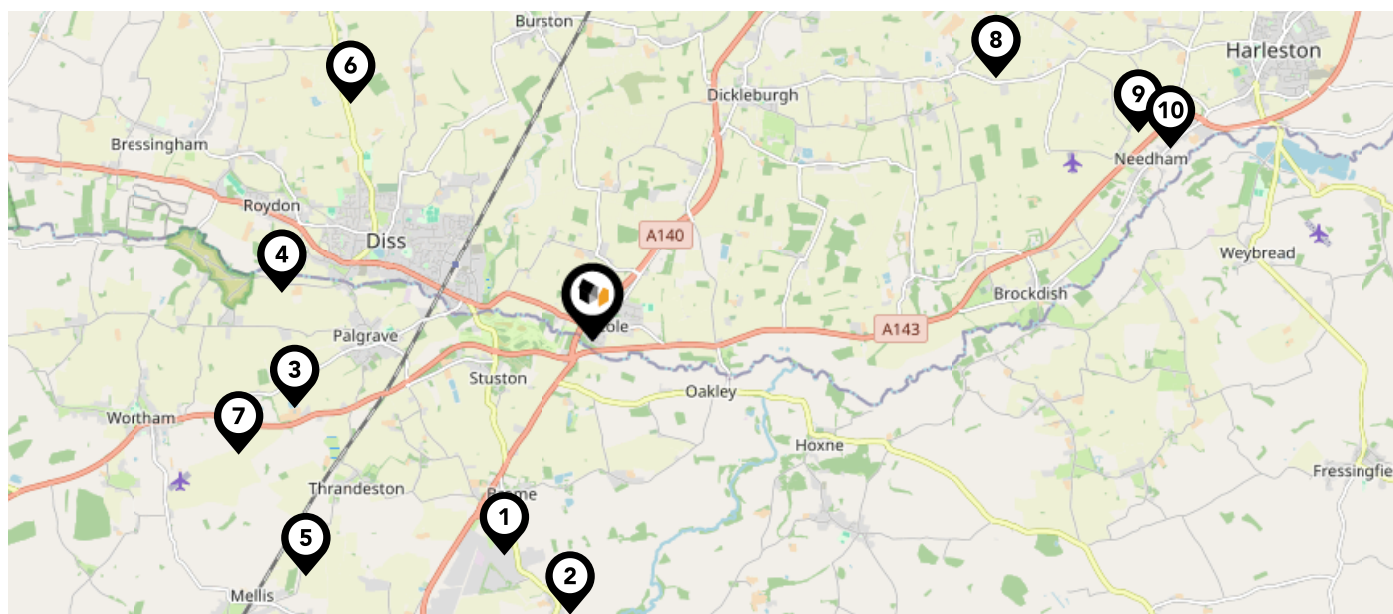 Burston
8
Harleston
6
Dickleburgh
9
10
Bressingham
Needham
Roydon
A140
Diss
4
Weybread
Brockdish
ole
Palgrave
A143
3
Stuston
Oakley
7
Wortham
Hoxne
Fressingfie
Thrandeston
1
5
2
Mellis